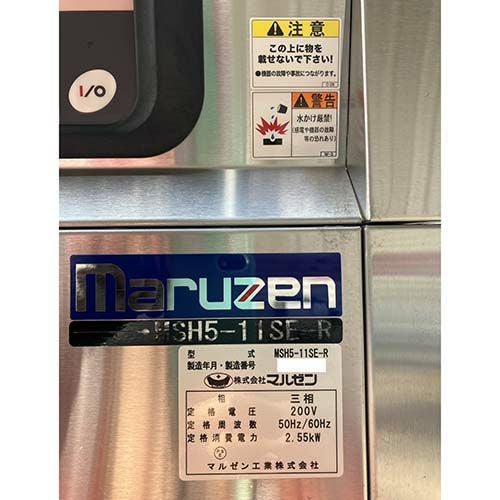 I/O
注意
この上に物を
載せないで下さい!
●機器の故障や事故につながります。
警告
水かけ厳禁!
(感電や機器の故障
等の恐れあり)
maruzen
MSH5-11SE-R
型 式 MSH5-11SE-R
製造年月・製造番号
株式会社マルゼン
相 三相
定格電圧 200V
定格周波数 50Hz/60Hz
定格消費電力 2.55kW
マルゼン工業株式会社